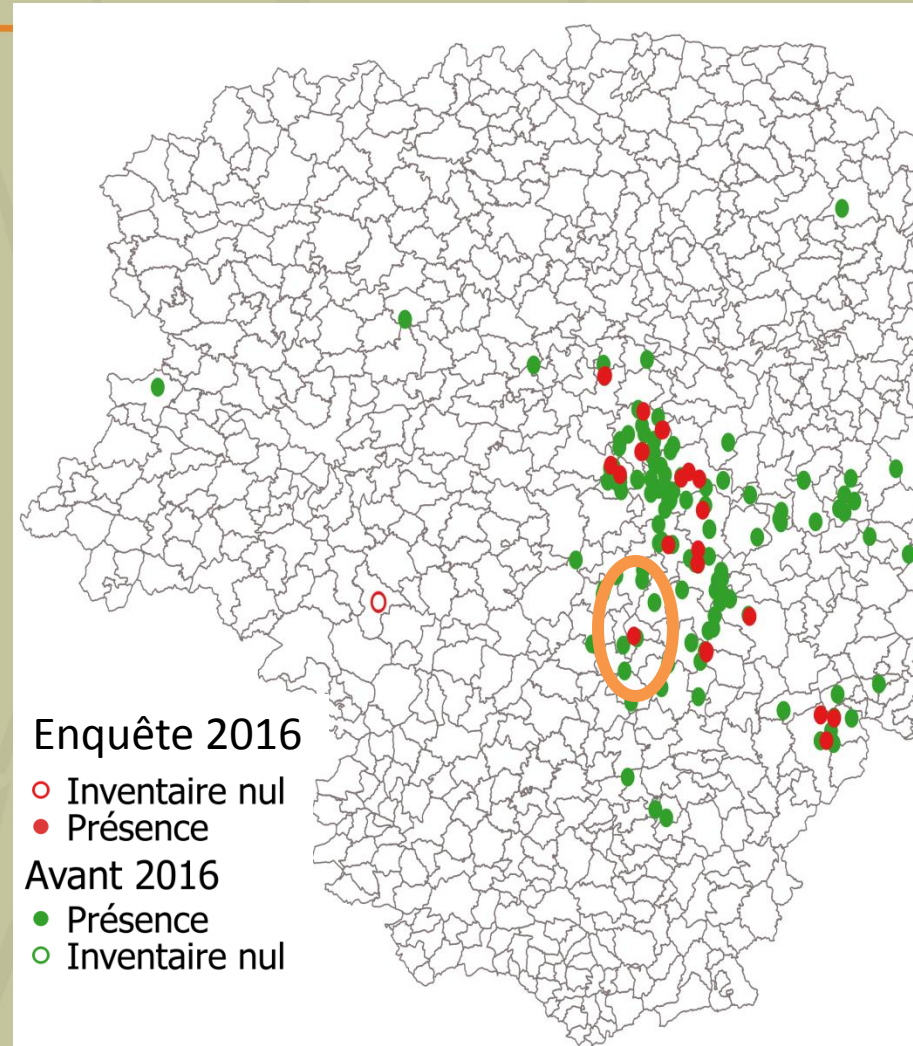 Enquête 2016
Inventaire nul
Présence
Avant 2016
Présence
Inventaire nul